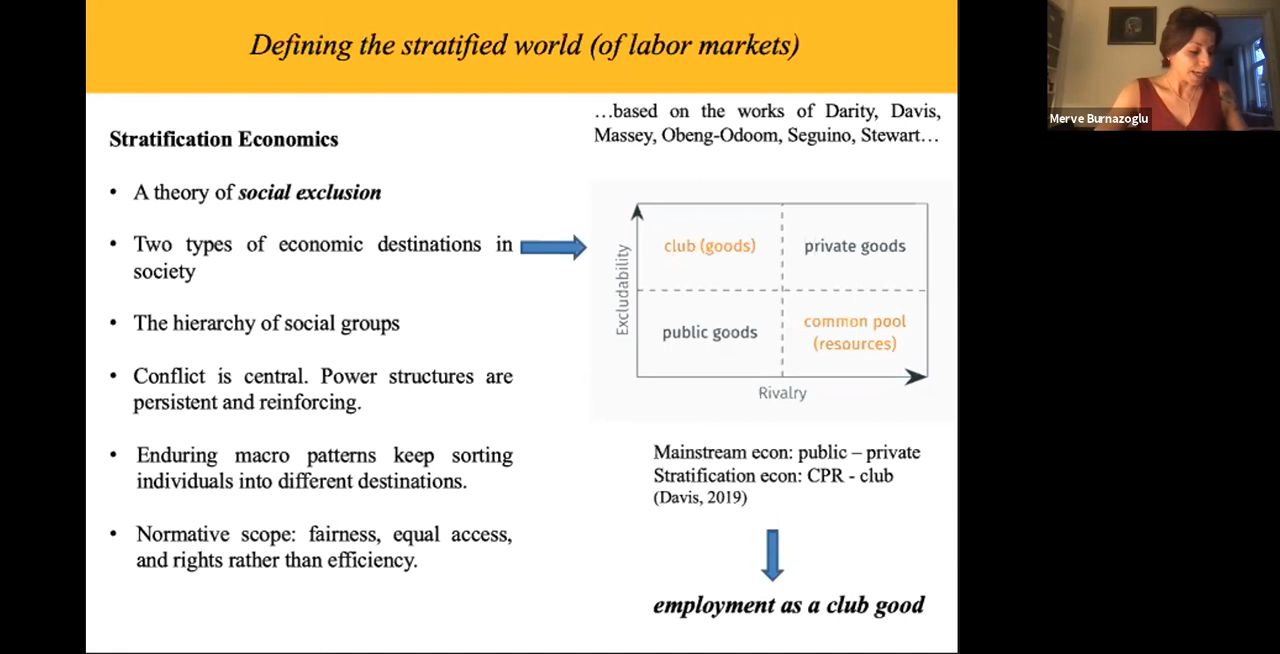 Defining the stratified world (of labor markets)
Merve Burnazoglu
Stratification Economics
• A theory of social exclusion
• Two types of economic destinations in
society
• The hierarchy of social groups
• Conflict is central. Power structures are
persistent and reinforcing.
• Enduring macro patterns keep sorting
individuals into different destinations.
• Normative scope: fairness, equal access,
and rights rather than efficiency.
…based on the works of Darity, Davis,
Massey, Obeng-Odoom, Seguino, Stewart…
Excludability
club (goods)
private goods
public goods
common pool
(resources)
Rivalry
Mainstream econ: public – private
Stratification econ: CPR - club
(Davis, 2019)
employment as a club good